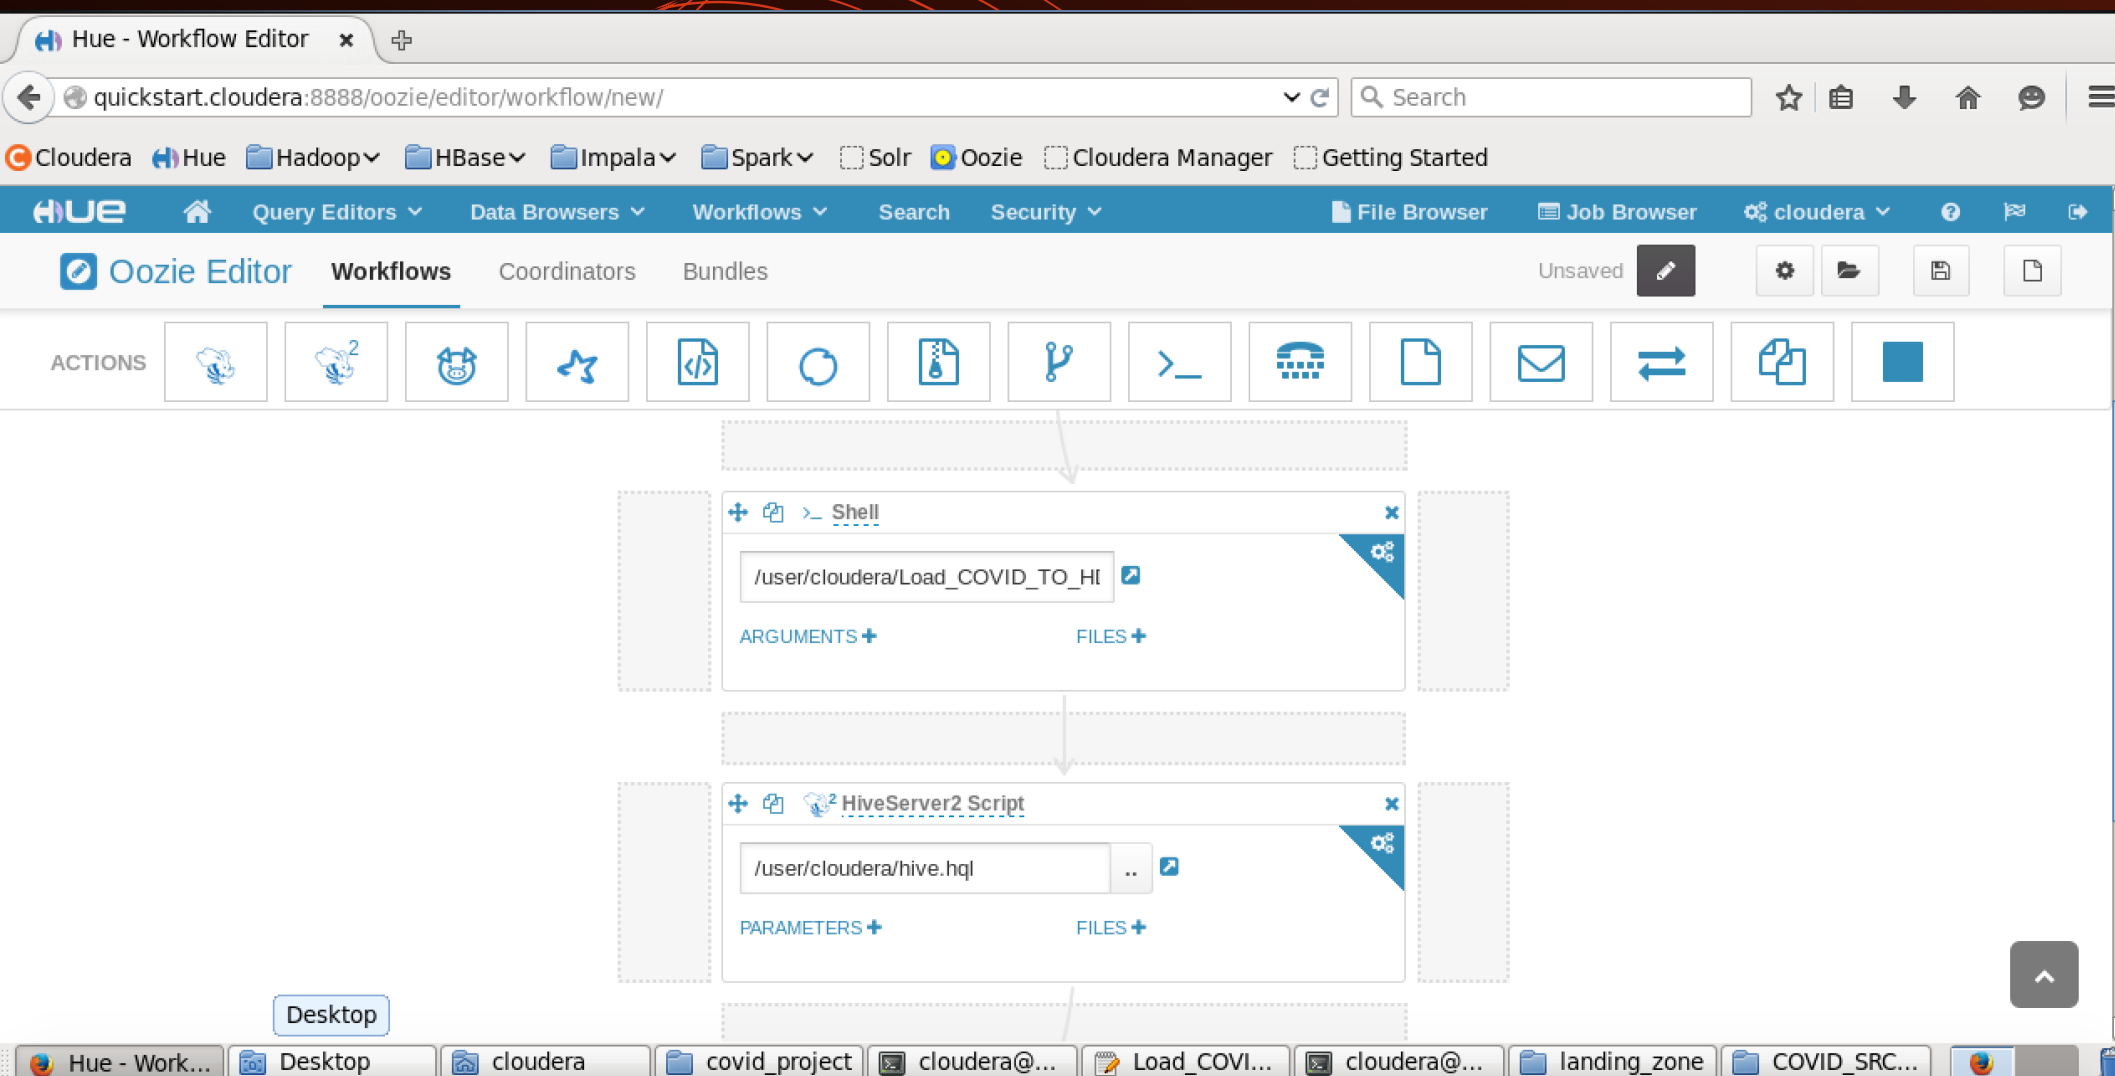 Hue - Workflow Editor
quickstart.cloudera:8888/oozie/editor/workflow/new/
Search
Cloudera Hue Hadoop HBase Impala Spark Solr Oozie Cloudera Manager Getting Started
HUE Query Editors Data Browsers Workflows Search Security File Browser Job Browser cloudera
Oozie Editor Workflows Coordinators Bundles Unsaved
ACTIONS 2
>_ Shell
/user/cloudera/Load_COVID_TO_HD
ARGUMENTS FILES
2 HiveServer2 Script
/user/cloudera/hive.hql ..
PARAMETERS FILES
Desktop
Hue - Work... Desktop cloudera covid_project cloudera@... Load_COVI... cloudera@... landing_zone COVID_SRC...